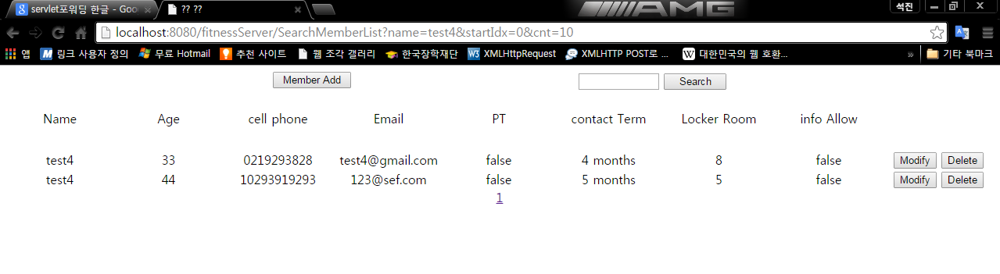 servlet포워딩 한글 - Goo
?? ??
AMG
석진
localhost:8080/fitnessServer/SearchMemberList?name=test4&startIdx=0&cnt=10
앱 링크 사용자 정의 무료 Hotmail 추천 사이트 웹 조각 갤러리 한국장학재단 XMLHttpRequest XMLHTTP POST로 ... 대한민국의 웹 호환... » 기타 북마크
Member Add Search
Name Age cell phone Email PT contact Term Locker Room info Allow
test4 33 0219293828 test4@gmail.com false 4 months 8 false Modify Delete
test4 44 10293919293 123@sef.com false 5 months 5 false Modify Delete
1